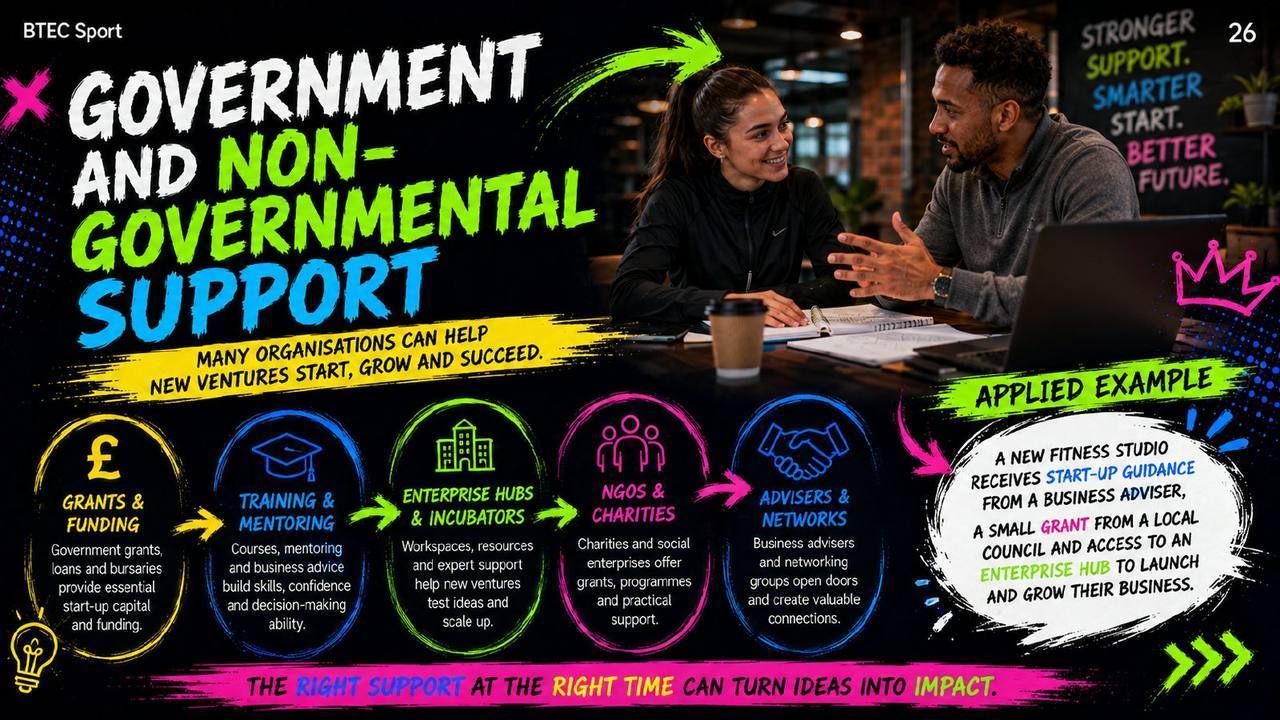 BTEC Sport
26
GOVERNMENT
AND NON-
GOVERNMENTAL
SUPPORT
MANY ORGANISATIONS CAN HELP
NEW VENTURES START, GROW AND SUCCEED.
STRONGER
SUPPORT.
SMARTER
START.
BETTER
FUTURE.
£
GRANTS &
FUNDING
Government grants,
loans and bursaries
provide essential
start-up capital
and funding.
TRAINING &
MENTORING
Courses, mentoring
and business advice
build skills, confidence
and decision-making
ability.
ENTERPRISE HUBS
& INCUBATORS
Workspaces, resources
and expert support
help new ventures
test ideas and
scale up.
NGOS &
CHARITIES
Charities and social
enterprises offer
grants, programmes
and practical
support.
ADVISERS &
NETWORKS
Business advisers
and networking
groups open doors
and create valuable
connections.
APPLIED EXAMPLE
A NEW FITNESS STUDIO
RECEIVES START-UP GUIDANCE
FROM A BUSINESS ADVISER,
A SMALL GRANT FROM A LOCAL
COUNCIL AND ACCESS TO AN
ENTERPRISE HUB TO LAUNCH
AND GROW THEIR BUSINESS.
THE RIGHT SUPPORT AT THE RIGHT TIME CAN TURN IDEAS INTO IMPACT.